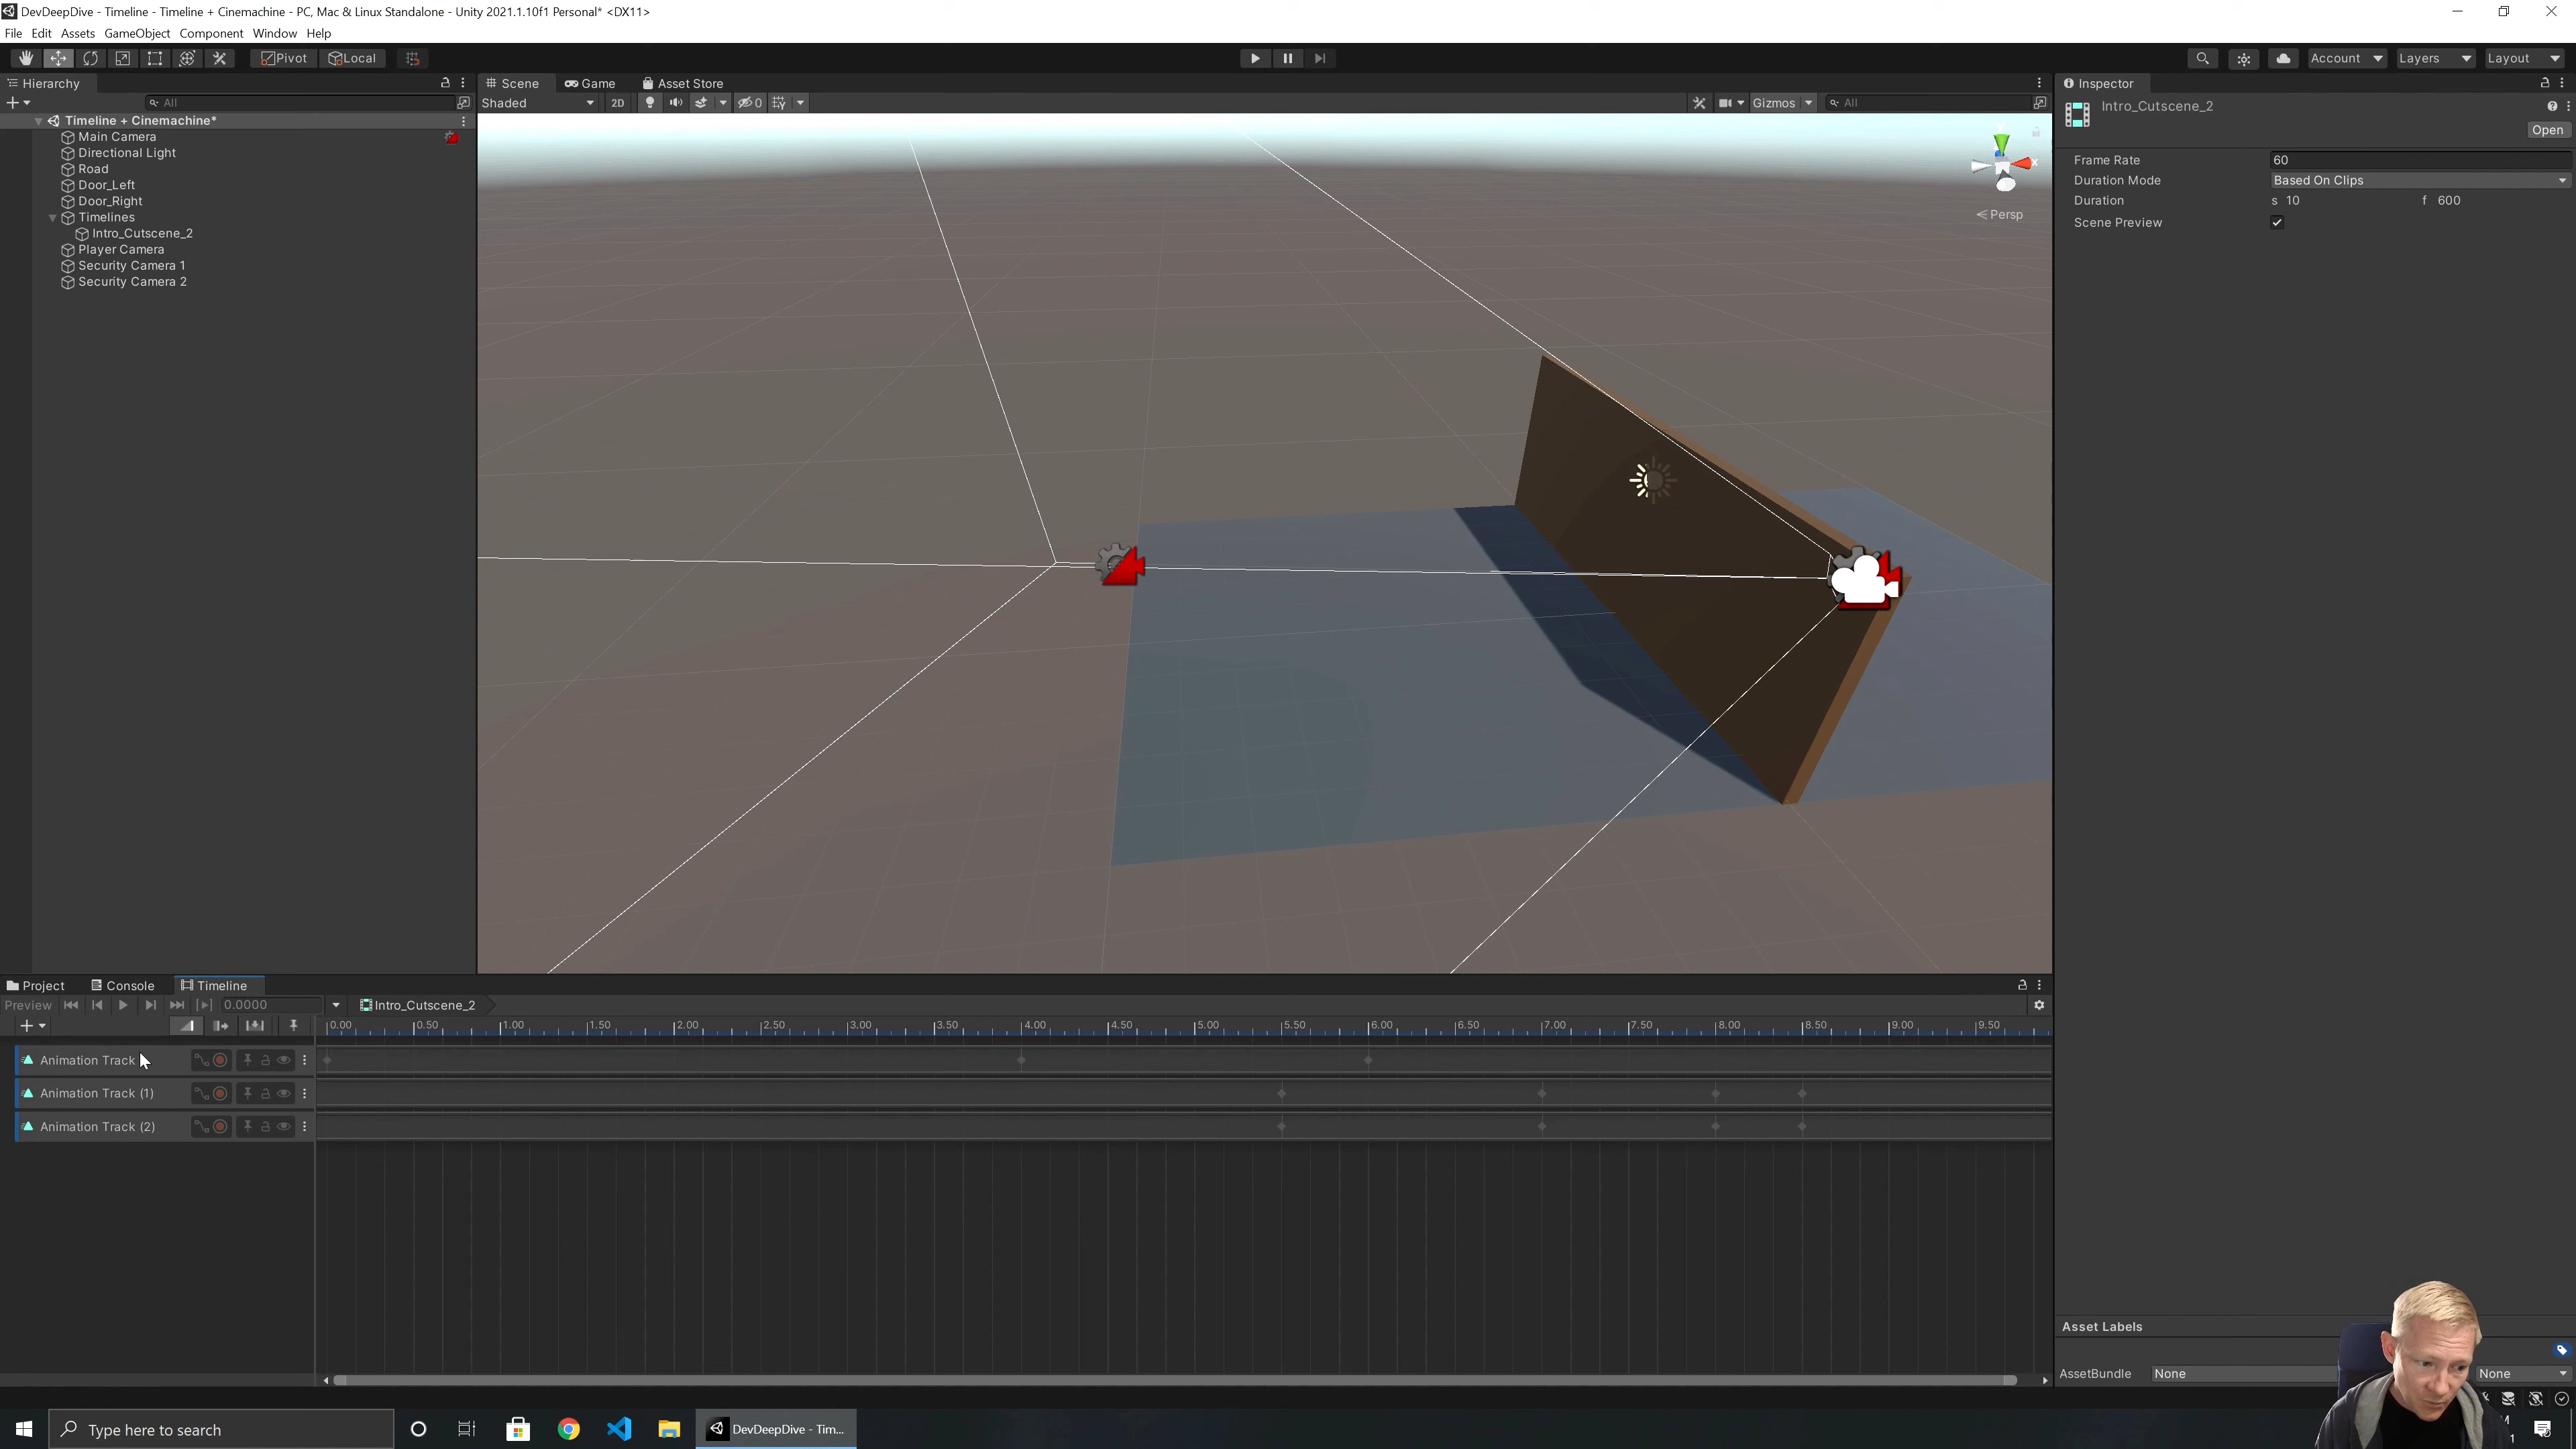 DevDeepDive - Timeline - Timeline + Cinemachine - PC, Mac & Linux Standalone - Unity 2021.1.10f1 Personal* <DX11>
File Edit Assets GameObject Component Window Help
Pivot Local Account Layers Layout
Hierarchy
All
Timeline + Cinemachine*
Main Camera
Directional Light
Road
Door_Left
Door_Right
Timelines
Intro_Cutscene_2
Player Camera
Security Camera 1
Security Camera 2
Scene Game Asset Store
Shaded 2D 0 Gizmos All
x
Persp
Inspector
Intro_Cutscene_2
Open
Frame Rate 60
Duration Mode Based On Clips
Duration s 10 f 600
Scene Preview
Project Console Timeline
Preview 0.0000 Intro_Cutscene_2
0.00 0.50 1.00 1.50 2.00 2.50 3.00 3.50 4.00 4.50 5.00 5.50 6.00 6.50 7.00 7.50 8.00 8.50 9.00 9.50
Animation Track
Animation Track (1)
Animation Track (2)
Asset Labels
AssetBundle None None
Type here to search
DevDeepDive - Tim...